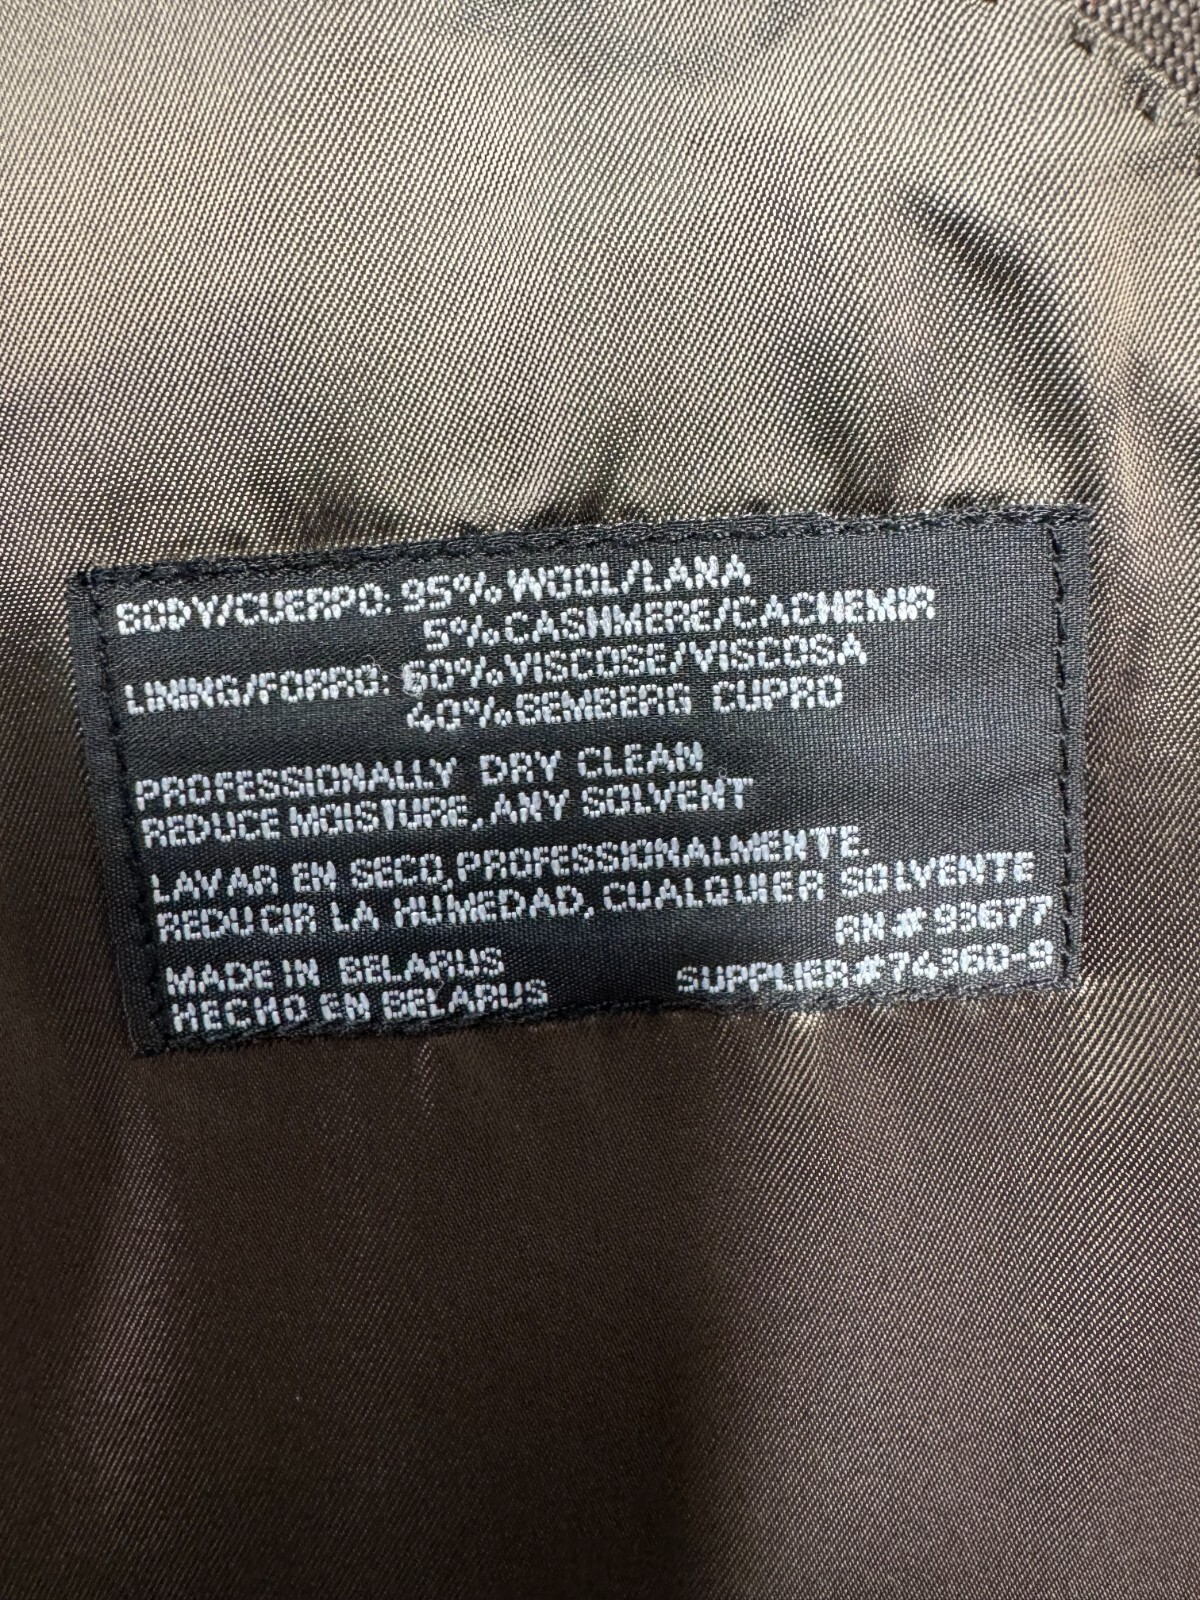 BODY/CUERPO: 95% WOOL/LANA
5% CASHMERE/CACHEMIR
LINING/FORRO: 60% VISCOSE/VISCOSA
40% BEMBERG CUPRO
PROFESSIONALLY DRY CLEAN
REDUCE MOISTURE, ANY SOLVENT
LAVAR EN SECO, PROFESSIONALMENTE.
REDUCIR LA HUMEDAD, CUALQUIER SOLVENTE
RN# 93677
MADE IN BELARUS
SUPPLIER# 74360-9
HECHO EN BELARUS